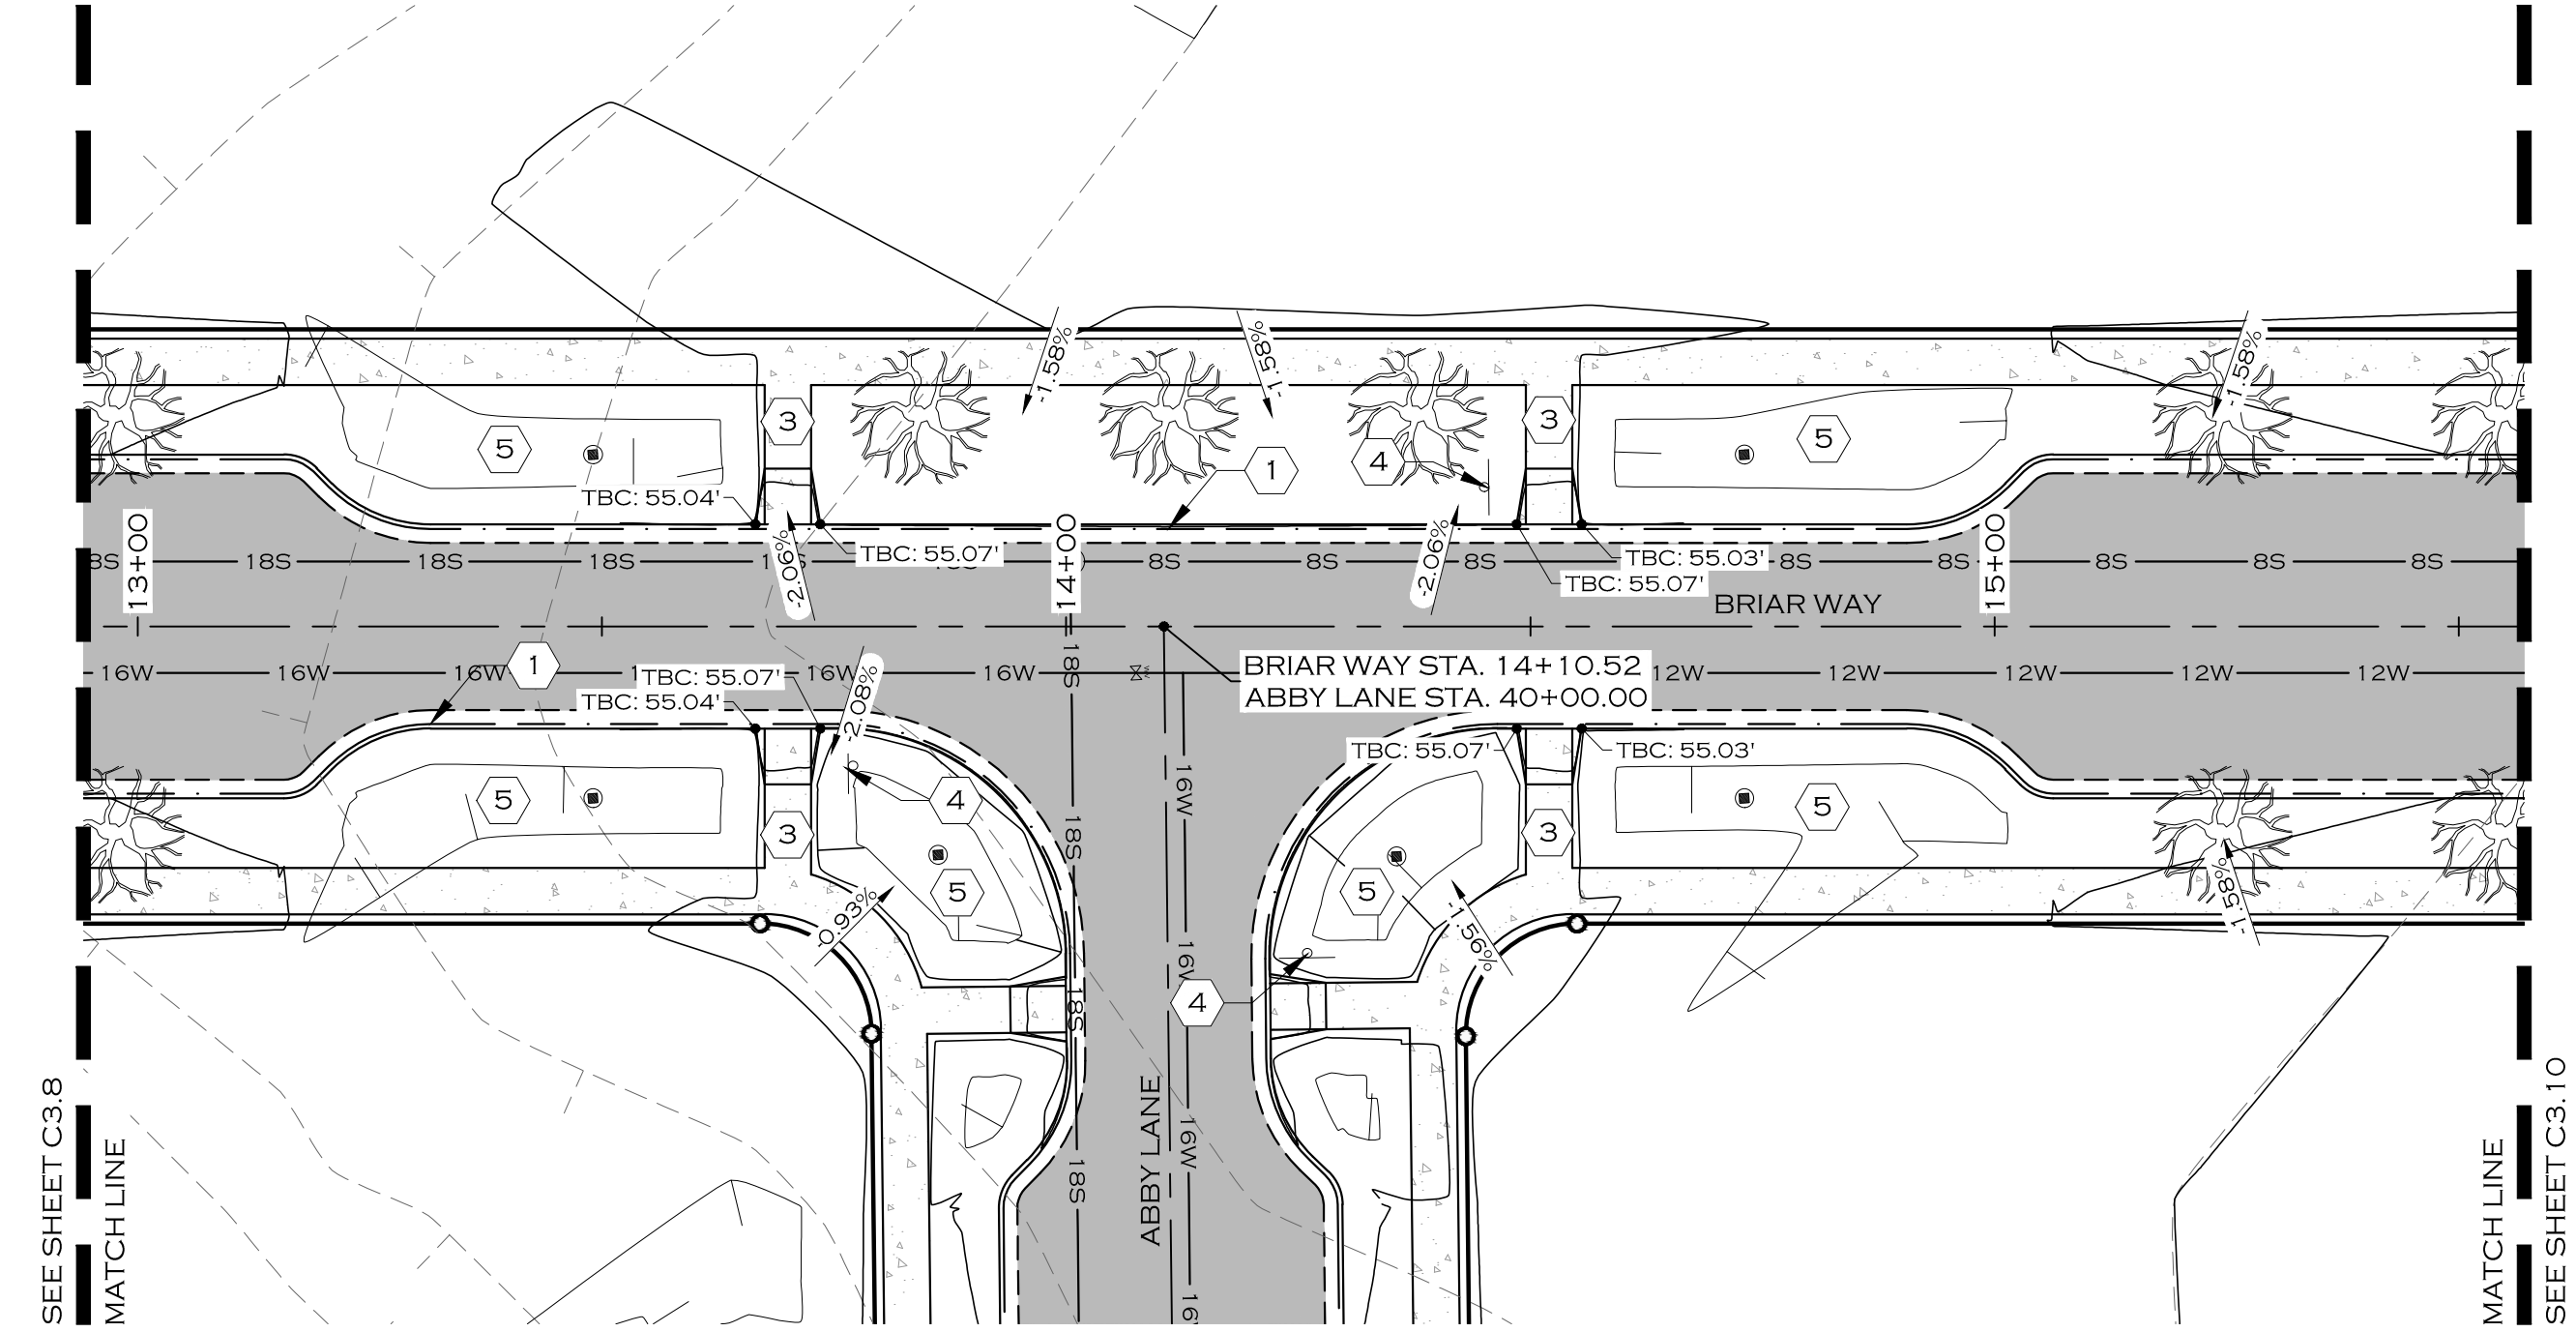 -1.58%
-1.58%
-1.58%
3
3
5
4
1
5
TBC: 55.04'
TBC: 55.07'
TBC: 55.03'
TBC: 55.07'
-2.06%
-2.06%
13+00
14+00
15+00
8S 18S 18S 18S 8S 8S 8S 8S 8S 8S 8S 8S
BRIAR WAY
1
16W 16W 16W 16W 16W 12W 12W 12W 12W 12W
BRIAR WAY STA. 14+10.52
ABBY LANE STA. 40+00.00
TBC: 55.07'
TBC: 55.04'
-2.08%
TBC: 55.07'
TBC: 55.03'
5
4
3
5
3
5
5
-0.93%
-1.56%
-1.58%
4
18S
18S
18S
18S
16W
16W
16W
16
ABBY LANE
SEE SHEET C3.8
MATCH LINE
MATCH LINE
SEE SHEET C3.10